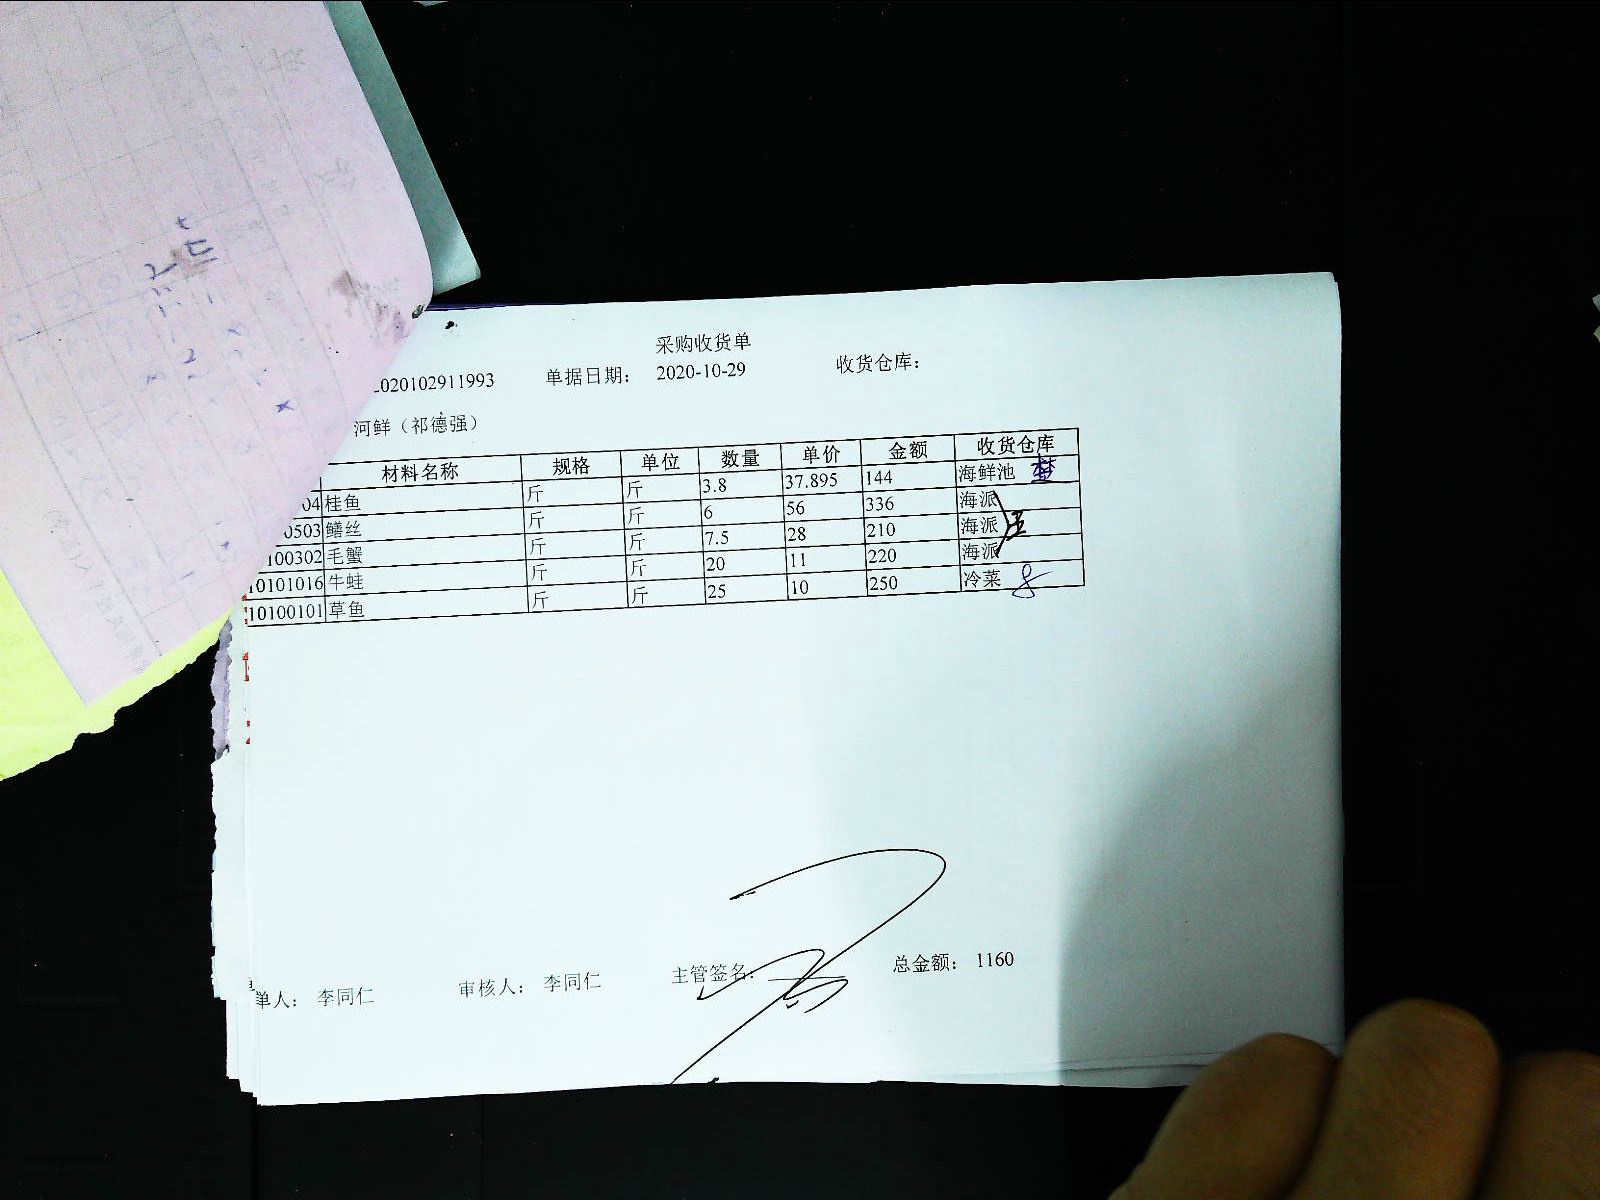 采购收货单
2020102911993 单据日期： 2020-10-29 收货仓库：
河鲜（祁德强）
材料名称 规格 单位 数量 单价 金额 收货仓库
04 桂鱼 斤 斤 3.8 37.895 144 海鲜池
0503 鳝丝 斤 斤 6 56 336 海派
100302 毛蟹 斤 斤 7.5 28 210 海派
10101016 牛蛙 斤 斤 20 11 220 海派
10100101 草鱼 斤 斤 25 10 250 冷菜
单人： 李同仁 审核人： 李同仁 主管签名： 总金额： 1160